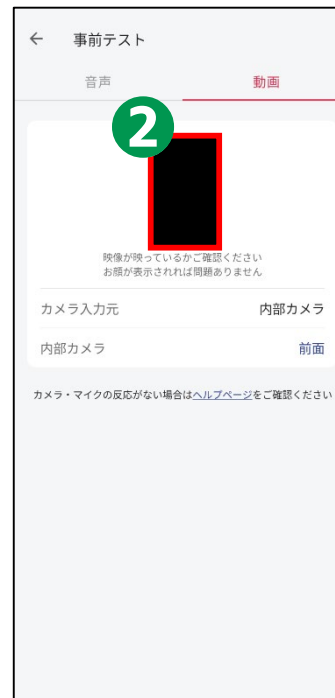 ← 事前テスト
音声 動画
2
映像が映っているかご確認ください
お顔が表示されれば問題ありません
カメラ入力元 内部カメラ
内部カメラ 前面
カメラ・マイクの反応がない場合はヘルプページをご確認ください